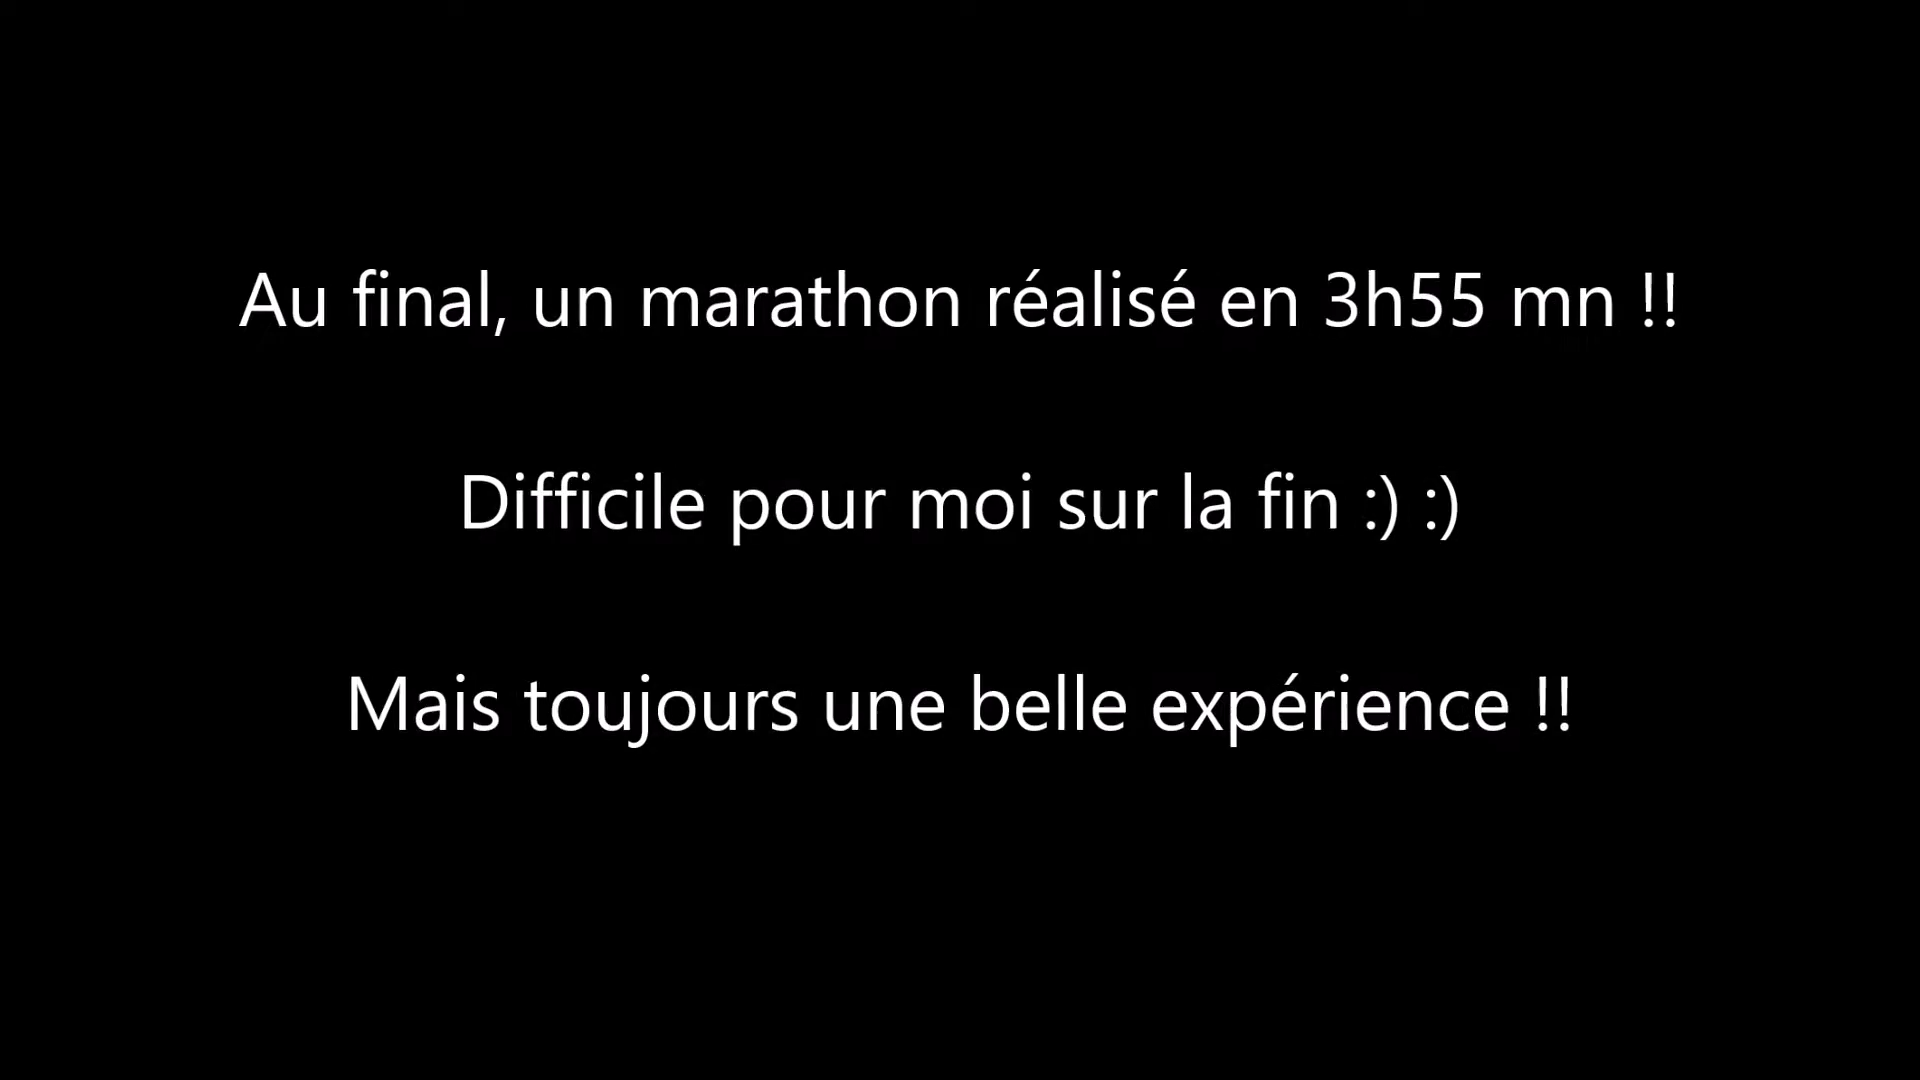 Au final, un marathon réalisé en 3h55 mn !!
Difficile pour moi sur la fin :) :)
Mais toujours une belle expérience !!